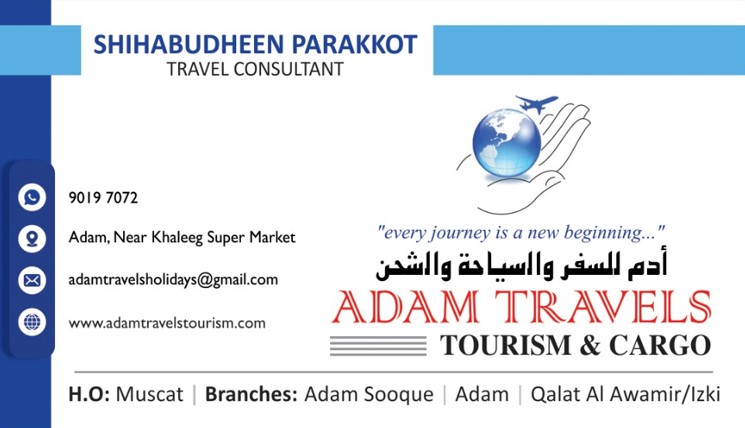 SHIHABUDHEEN PARAKKOT
TRAVEL CONSULTANT
9019 7072
Adam, Near Khaleeg Super Market
adamtravelsholidays@gmail.com
www.adamtravelstourism.com
"every journey is a new beginning..."
أدم للسفر والسياحة والشحن
ADAM TRAVELS
TOURISM & CARGO
H.O: Muscat | Branches: Adam Sooque | Adam | Qalat Al Awamir/Izki